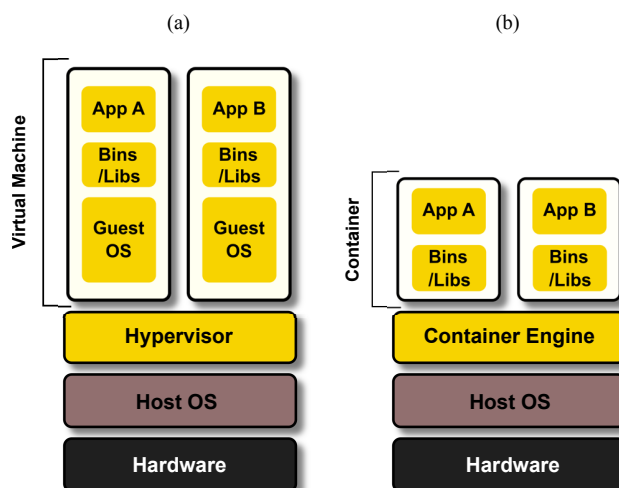 (a)
Virtual Machine
App A
Bins
/Libs
Guest
OS
App B
Bins
/Libs
Guest
OS
Hypervisor
Host OS
Hardware
(b)
Container
App A
Bins
/Libs
App B
Bins
/Libs
Container Engine
Host OS
Hardware